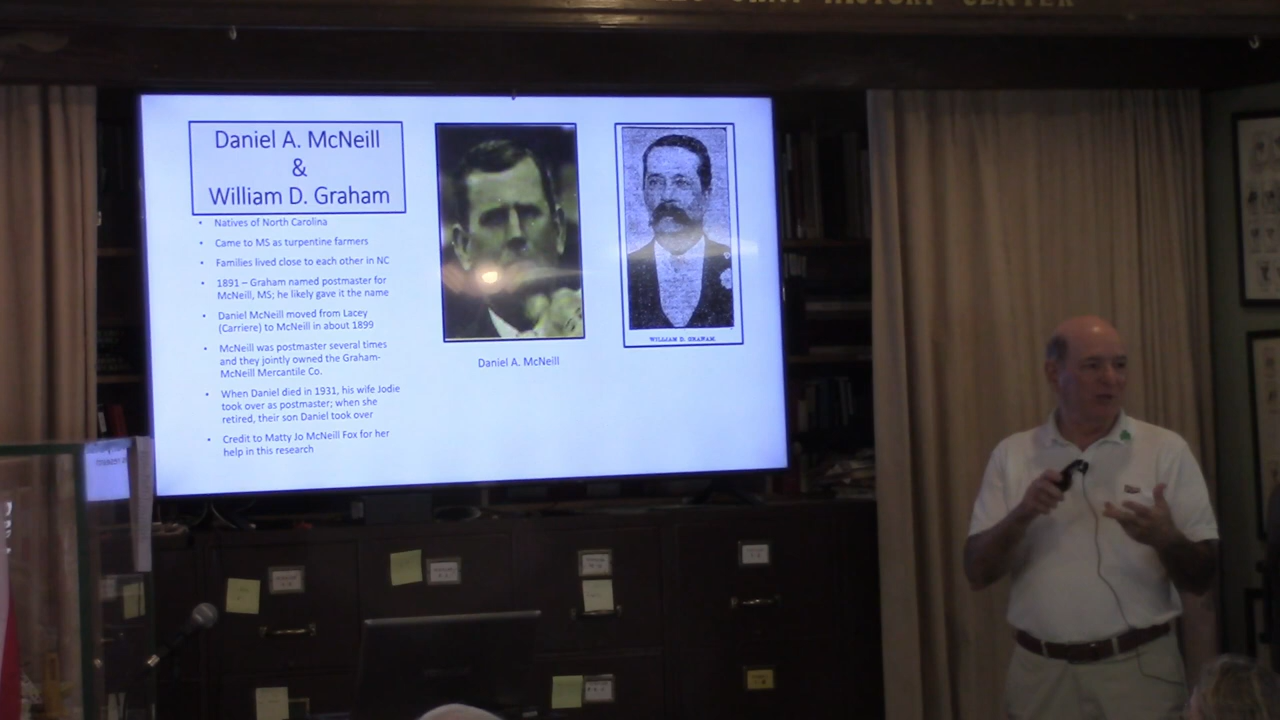 HISTORY CENTER
Daniel A. McNeill
&
William D. Graham
• Natives of North Carolina
• Came to MS as turpentine farmers
• Families lived close to each other in NC
• 1891 – Graham named postmaster for
McNeill, MS; he likely gave it the name
• Daniel McNeill moved from Lacey
(Carriere) to McNeill in about 1899
• McNeill was postmaster several times
and they jointly owned the Graham-
McNeill Mercantile Co.
• When Daniel died in 1931, his wife Jodie
took over as postmaster; when she
retired, their son Daniel took over
• Credit to Matty Jo McNeill Fox for her
help in this research
Daniel A. McNeill
WILLIAM D. GRAHAM.